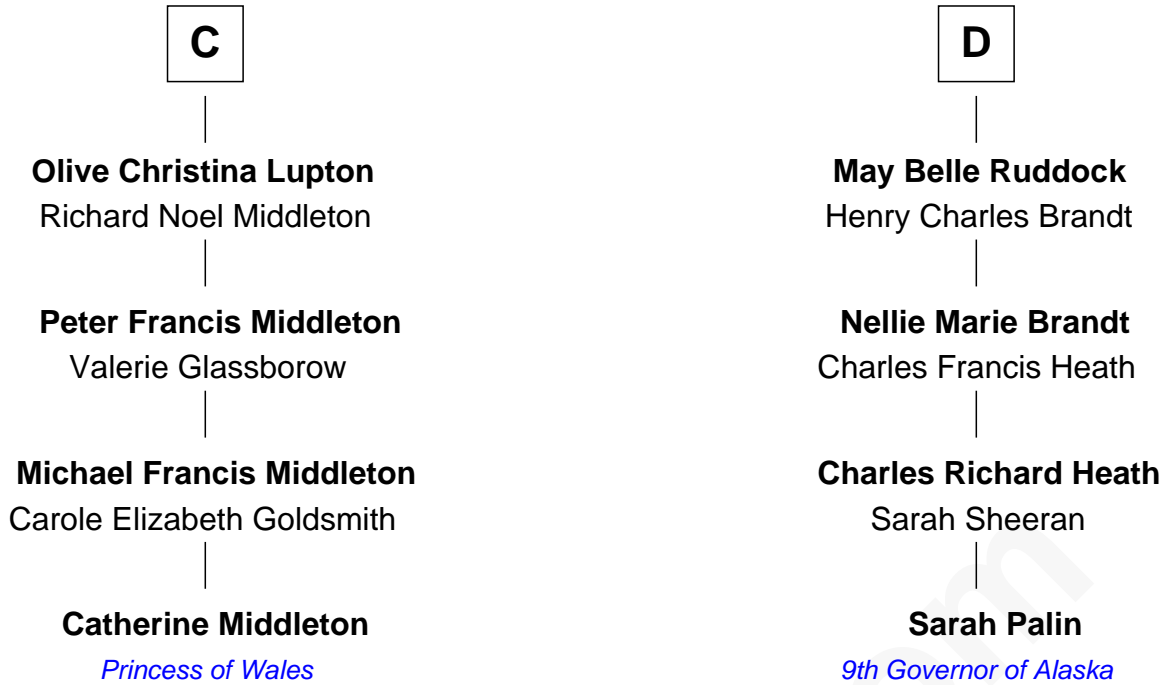 C
Olive Christina Lupton
Richard Noel Middleton
Peter Francis Middleton
Valerie Glassborow
Michael Francis Middleton
Carole Elizabeth Goldsmith
Catherine Middleton
Princess of Wales
D
May Belle Ruddock
Henry Charles Brandt
Nellie Marie Brandt
Charles Francis Heath
Charles Richard Heath
Sarah Sheeran
Sarah Palin
9th Governor of Alaska